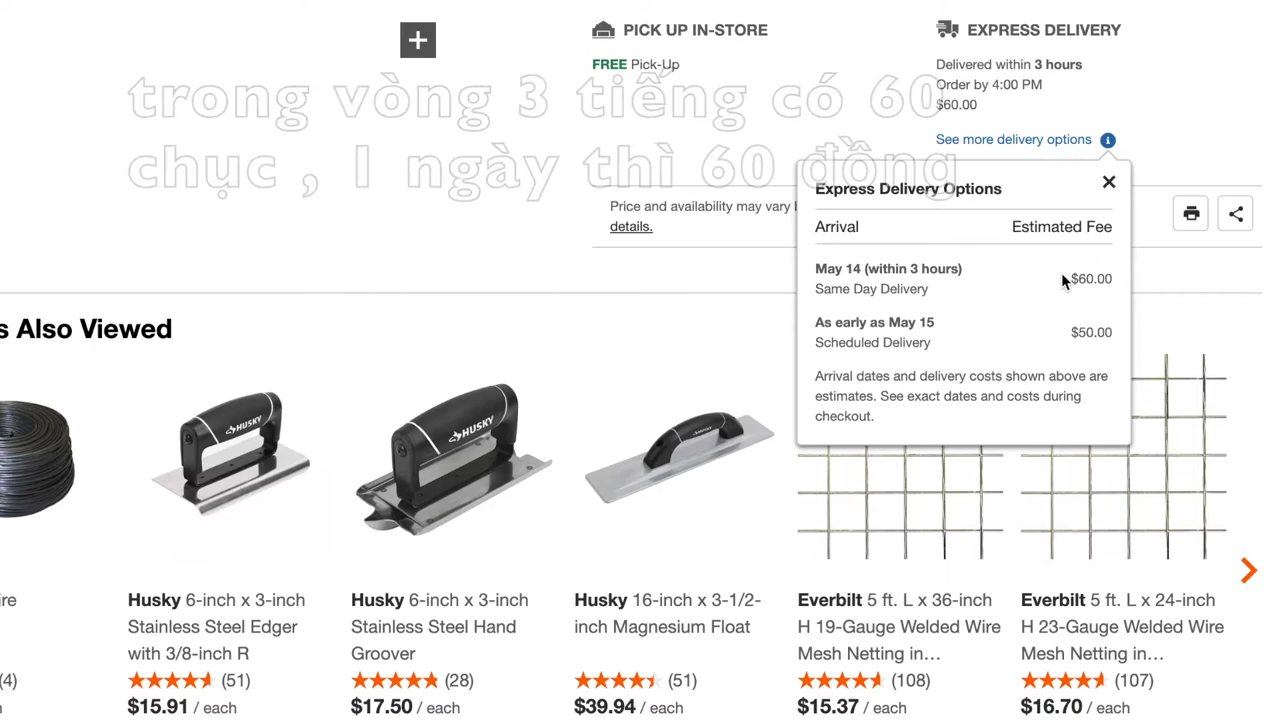 PICK UP IN-STORE
EXPRESS DELIVERY
FREE Pick-Up
Delivered within 3 hours
Order by 4:00 PM
$60.00
trong vòng 3 tiếng có 60
chục , 1 ngày thì 60 đồng
See more delivery options
Express Delivery Options
Price and availability may vary
details.
Arrival Estimated Fee
May 14 (within 3 hours)
Same Day Delivery
$60.00
As early as May 15
Scheduled Delivery
$50.00
Arrival dates and delivery costs shown above are
estimates. See exact dates and costs during
checkout.
s Also Viewed
HUSKY
HUSKY
ire
(4)
Husky 6-inch x 3-inch
Stainless Steel Edger
with 3/8-inch R
(51)
$15.91 / each
Husky 6-inch x 3-inch
Stainless Steel Hand
Groover
(28)
$17.50 / each
Husky 16-inch x 3-1/2-
inch Magnesium Float
(51)
$39.94 / each
Everbilt 5 ft. L x 36-inch
H 19-Gauge Welded Wire
Mesh Netting in…
(108)
$15.37 / each
Everbilt 5 ft. L x 24-inch
H 23-Gauge Welded Wire
Mesh Netting in…
(107)
$16.70 / each